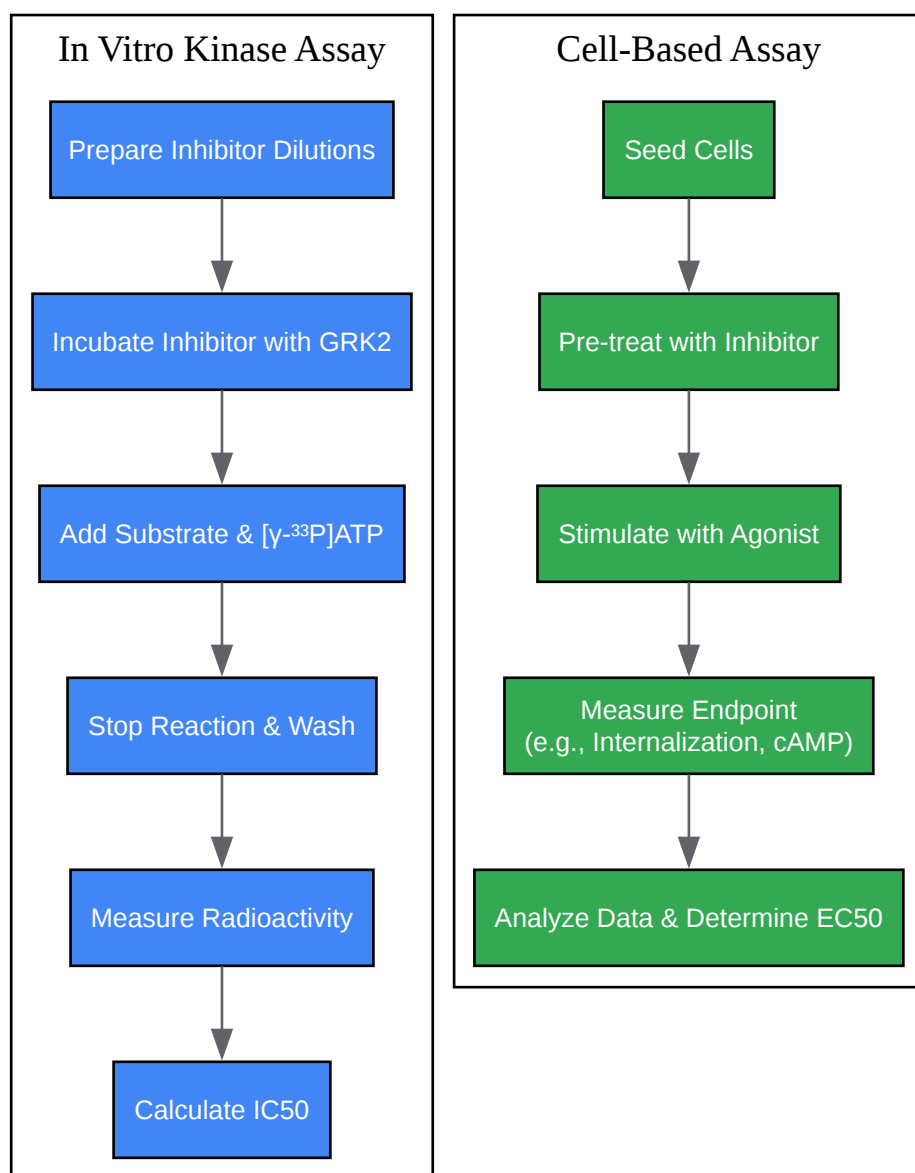 In Vitro Kinase Assay
Prepare Inhibitor Dilutions
Incubate Inhibitor with GRK2
Add Substrate & [γ-³³P]ATP
Stop Reaction & Wash
Measure Radioactivity
Calculate IC50
Cell-Based Assay
Seed Cells
Pre-treat with Inhibitor
Stimulate with Agonist
Measure Endpoint
(e.g., Internalization, cAMP)
Analyze Data & Determine EC50